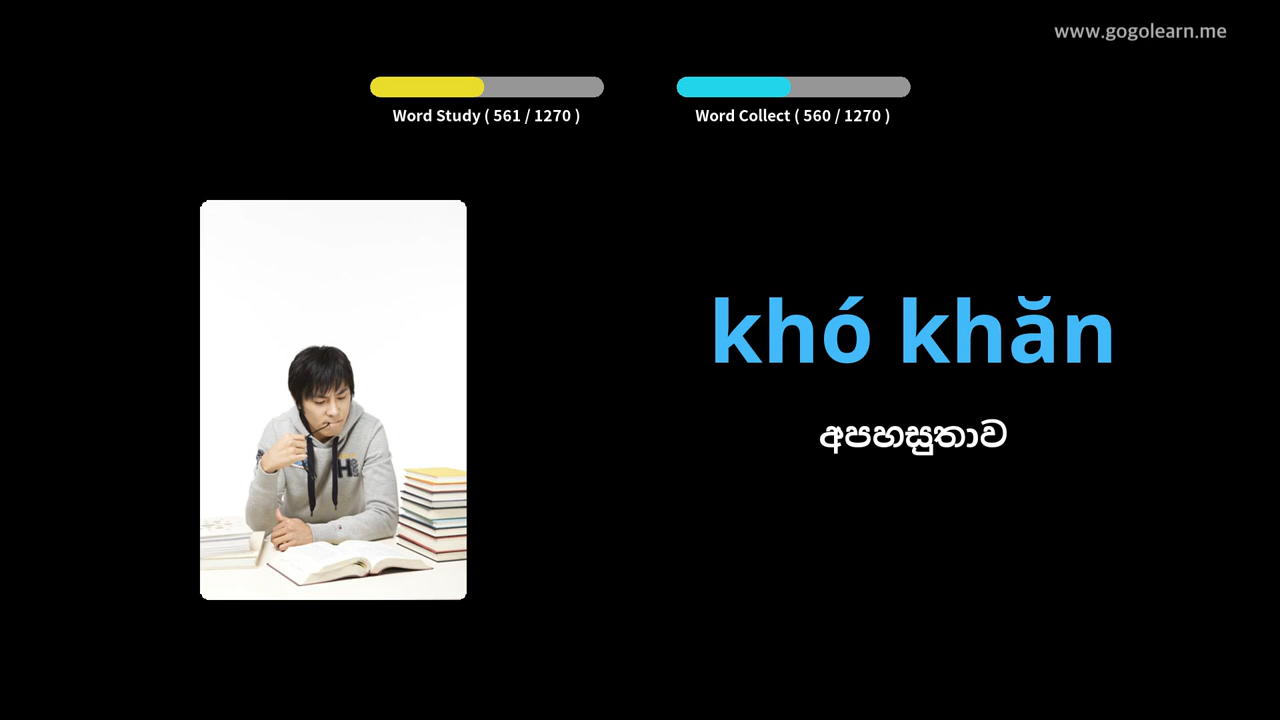 www.gogolearn.me
Word Study ( 561 / 1270 )
Word Collect ( 560 / 1270 )
khó khăn
අපහසුතාව